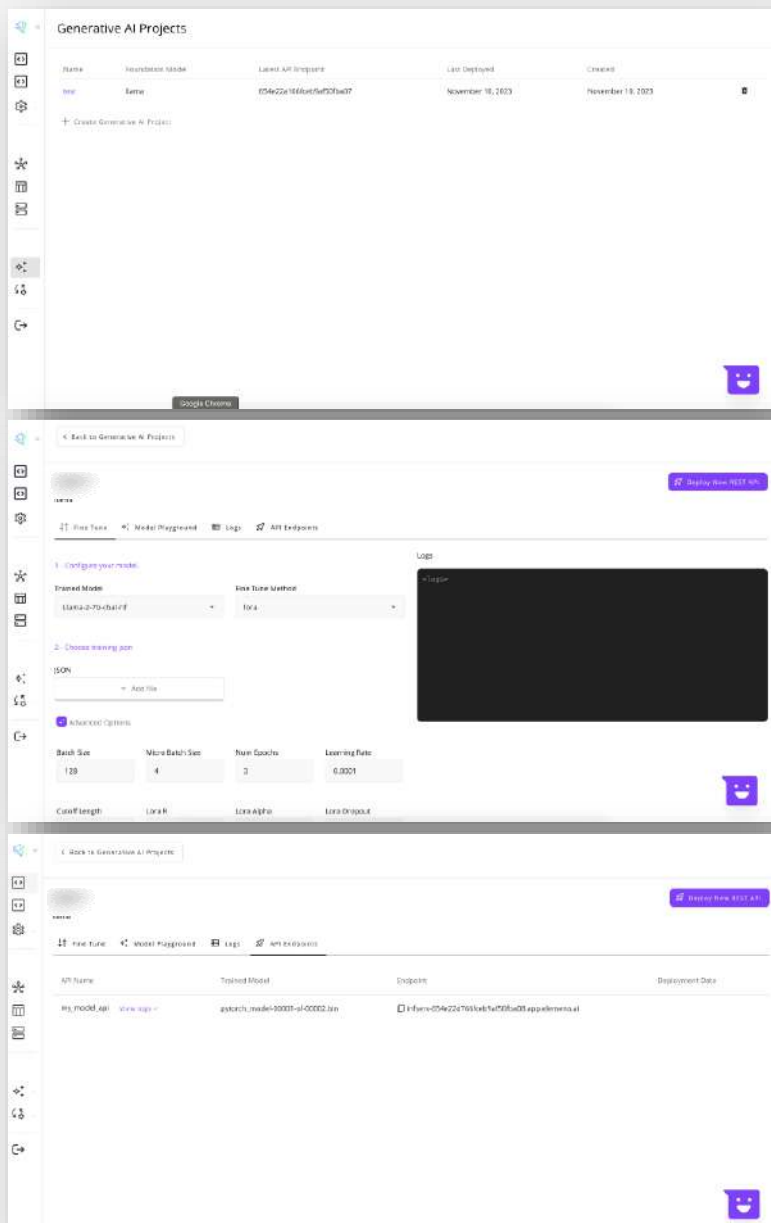 Generative AI Projects
Name Foundation Model Latest API Endpoint Last Deployed Created
test llama November 10, 2023 November 10, 2023
+ Create Generative AI Project
Google Chrome
< Back to Generative AI Projects
Deploy New REST API
llama
Fine Tune Model Playground Logs API Endpoints
1. Configure your model
Logs
Trained Model Fine Tune Method
<logs>
Llama-2-7b-chat-hf lora
2. Choose training json
JSON
+ Add file
Advanced Options
Batch Size Micro Batch Size Num Epochs Learning Rate
128 4 3 0.0001
Cutoff Length Lora R Lora Alpha Lora Dropout
< Back to Generative AI Projects
Deploy New REST API
llama
Fine Tune Model Playground Logs API Endpoints
API Name Trained Model Endpoint Deployment Date
my_model_api View logs pytorch_model-00001-of-00002.bin